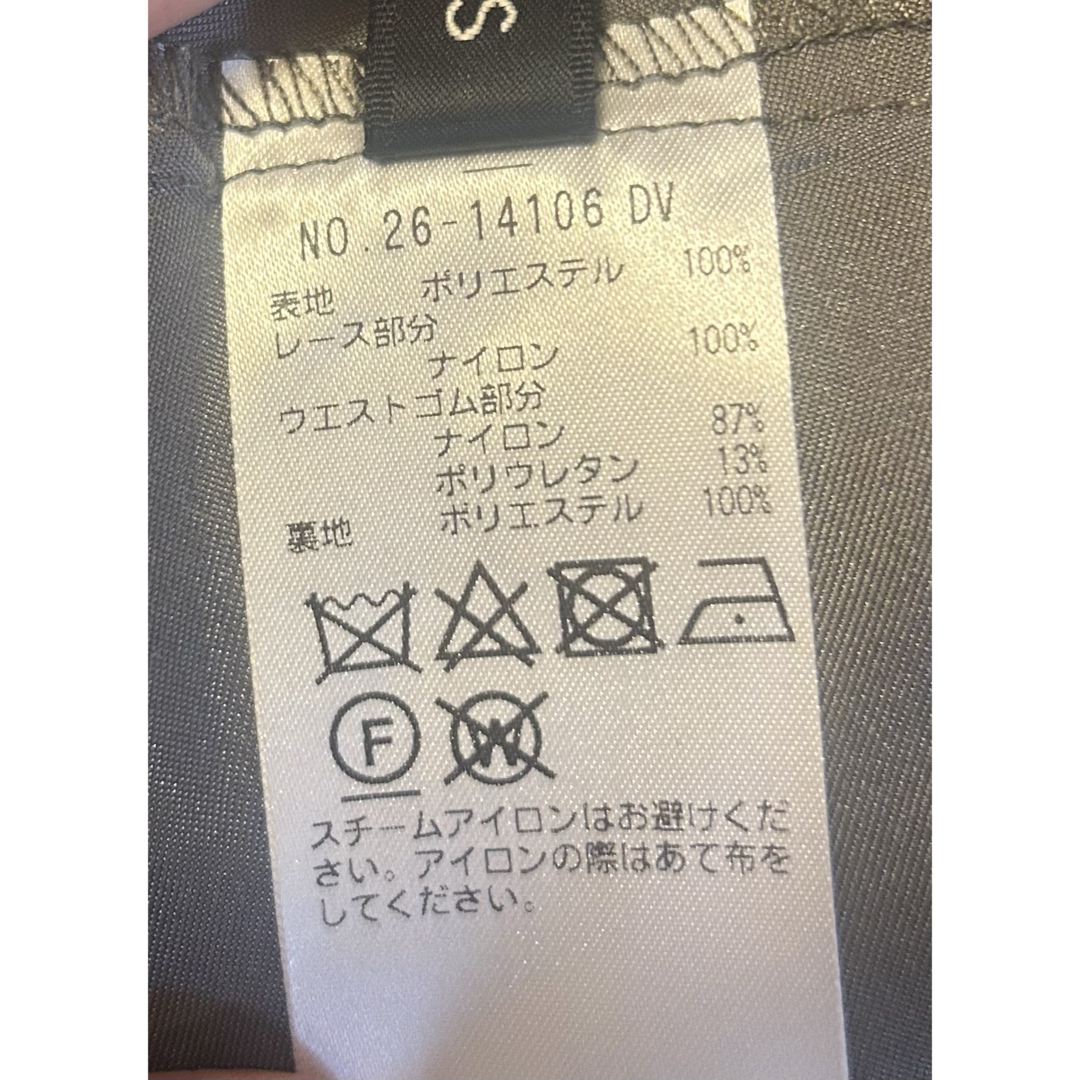 S
NO.26-14106 DV
表地 ポリエステル 100%
レース部分
ナイロン 100%
ウエストゴム部分
ナイロン 87%
ポリウレタン 13%
裏地 ポリエステル 100%
F W
スチームアイロンはお避けくだ
さい。アイロンの際はあて布を
してください。